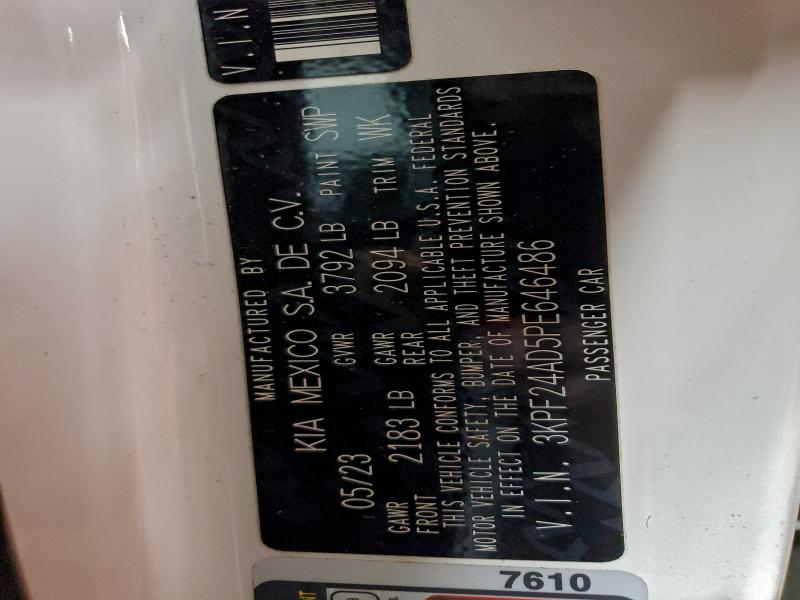 V.I.N
MANUFACTURED BY
KIA MEXICO S.A. DE C.V.
05/23 GVWR 3792 LB PAINT SWP
GAWR FRONT 2183 LB GAWR REAR 2094 LB TRIM WK
THIS VEHICLE CONFORMS TO ALL APPLICABLE U.S.A. FEDERAL
MOTOR VEHICLE SAFETY, BUMPER, AND THEFT PREVENTION STANDARDS
IN EFFECT ON THE DATE OF MANUFACTURE SHOWN ABOVE.
V.I.N. 3KPF24AD5PE646486
PASSENGER CAR
7610